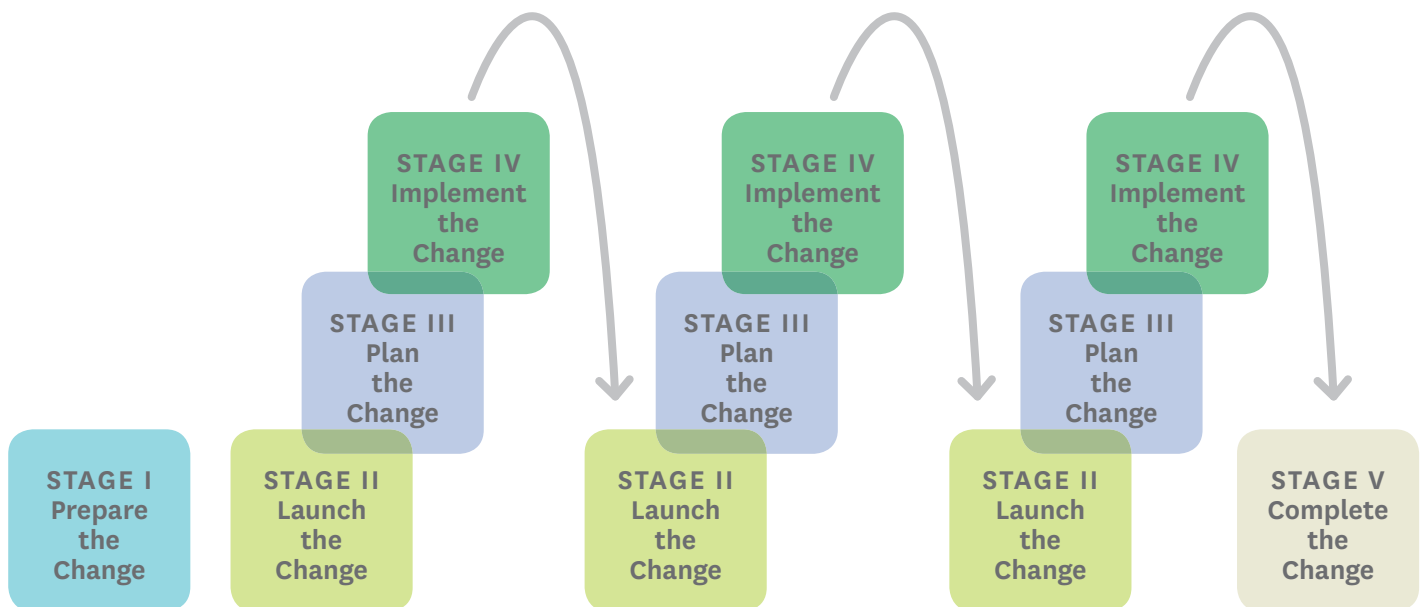 STAGE I
Prepare
the
Change
STAGE II
Launch
the
Change
STAGE III
Plan
the
Change
STAGE IV
Implement
the
Change
STAGE II
Launch
the
Change
STAGE III
Plan
the
Change
STAGE IV
Implement
the
Change
STAGE II
Launch
the
Change
STAGE III
Plan
the
Change
STAGE IV
Implement
the
Change
STAGE V
Complete
the
Change